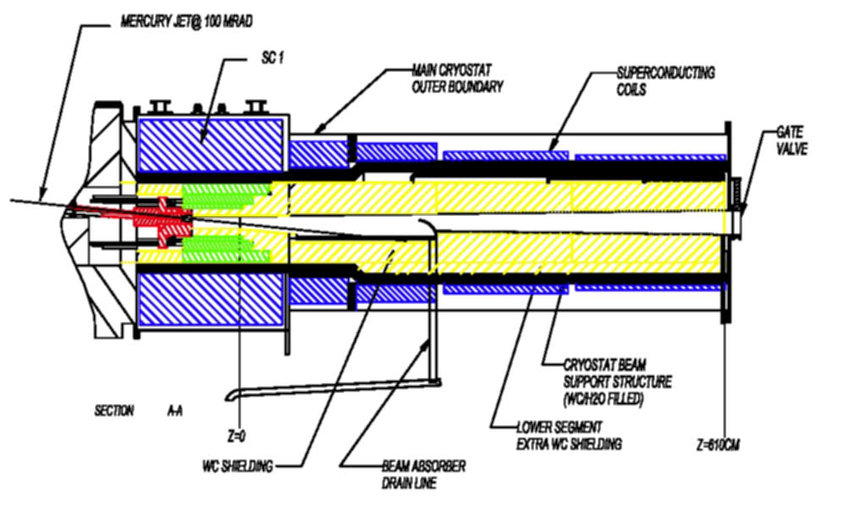 MERCURY JET@ 100 MRAD
SC 1
MAIN CRYOSTAT
OUTER BOUNDARY
SUPERCONDUCTING
COILS
GATE
VALVE
CRYOSTAT BEAM
SUPPORT STRUCTURE
(WC/H2O FILLED)
SECTION A-A
Z=0
LOWER SEGMENT
EXTRA WC SHIELDING
Z=610CM
WC SHIELDING
BEAM ABSORBER
DRAIN LINE